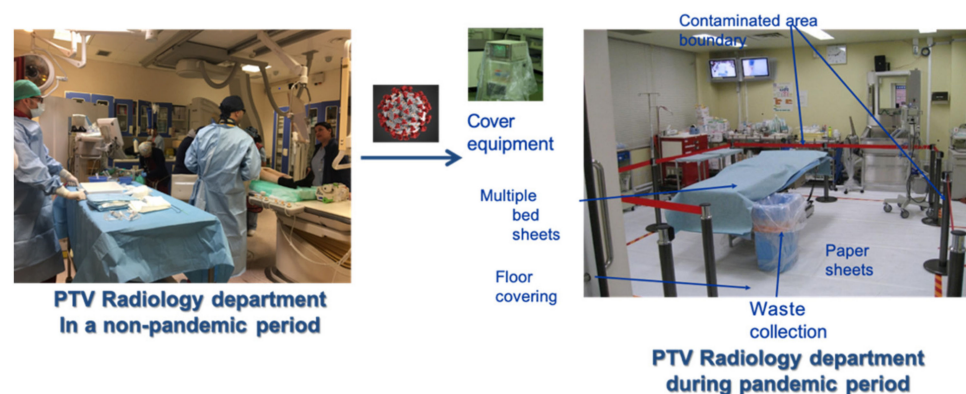 PTV Radiology department
In a non-pandemic period
Cover
equipment
Multiple
bed
sheets
Floor
covering
Contaminated area
boundary
Paper
sheets
Waste
collection
PTV Radiology department
during pandemic period